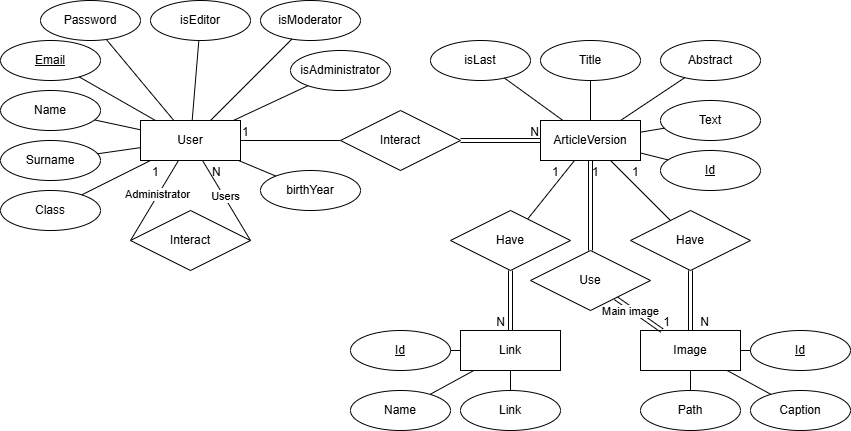 Password
isEditor
isModerator
Email
isAdministrator
isLast
Title
Abstract
Name
Text
User
1
Interact
N
ArticleVersion
Surname
Id
1
N
1
1
1
Administrator
Users
birthYear
Class
Interact
Have
Have
Use
Main image
N
1
N
Id
Link
Image
Id
Name
Link
Path
Caption